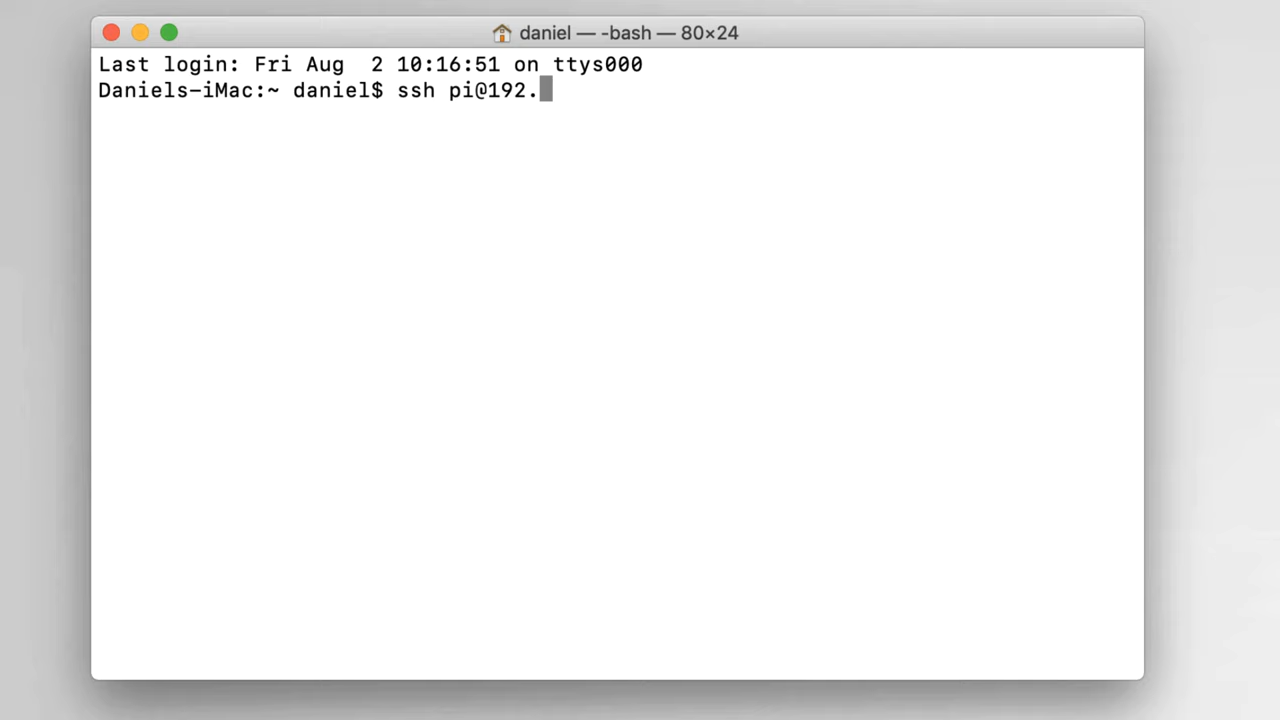 daniel — -bash — 80×24
Last login: Fri Aug  2 10:16:51 on ttys000
Daniels-iMac:~ daniel$ ssh pi@192.